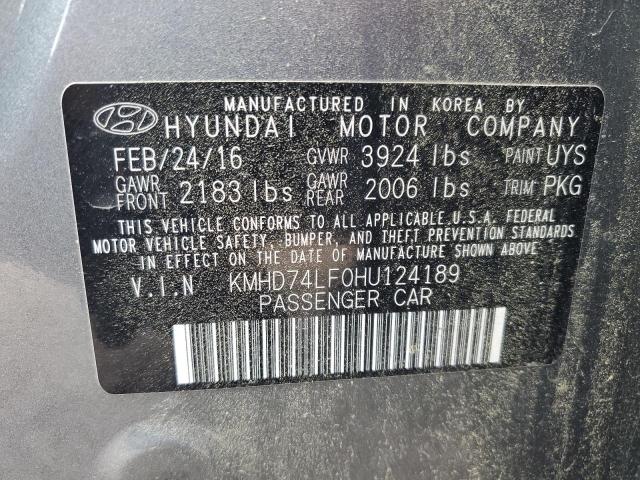 MANUFACTURED IN KOREA BY
HYUNDAI MOTOR COMPANY
FEB/24/16 GVWR 3924 lbs PAINT UYS
GAWR FRONT 2183 lbs GAWR REAR 2006 lbs TRIM PKG
THIS VEHICLE CONFORMS TO ALL APPLICABLE U.S.A. FEDERAL
MOTOR VEHICLE SAFETY, BUMPER, AND THEFT PREVENTION STANDARDS
IN EFFECT ON THE DATE OF MANUFACTURE SHOWN ABOVE.
V.I.N KMHD74LF0HU124189
PASSENGER CAR